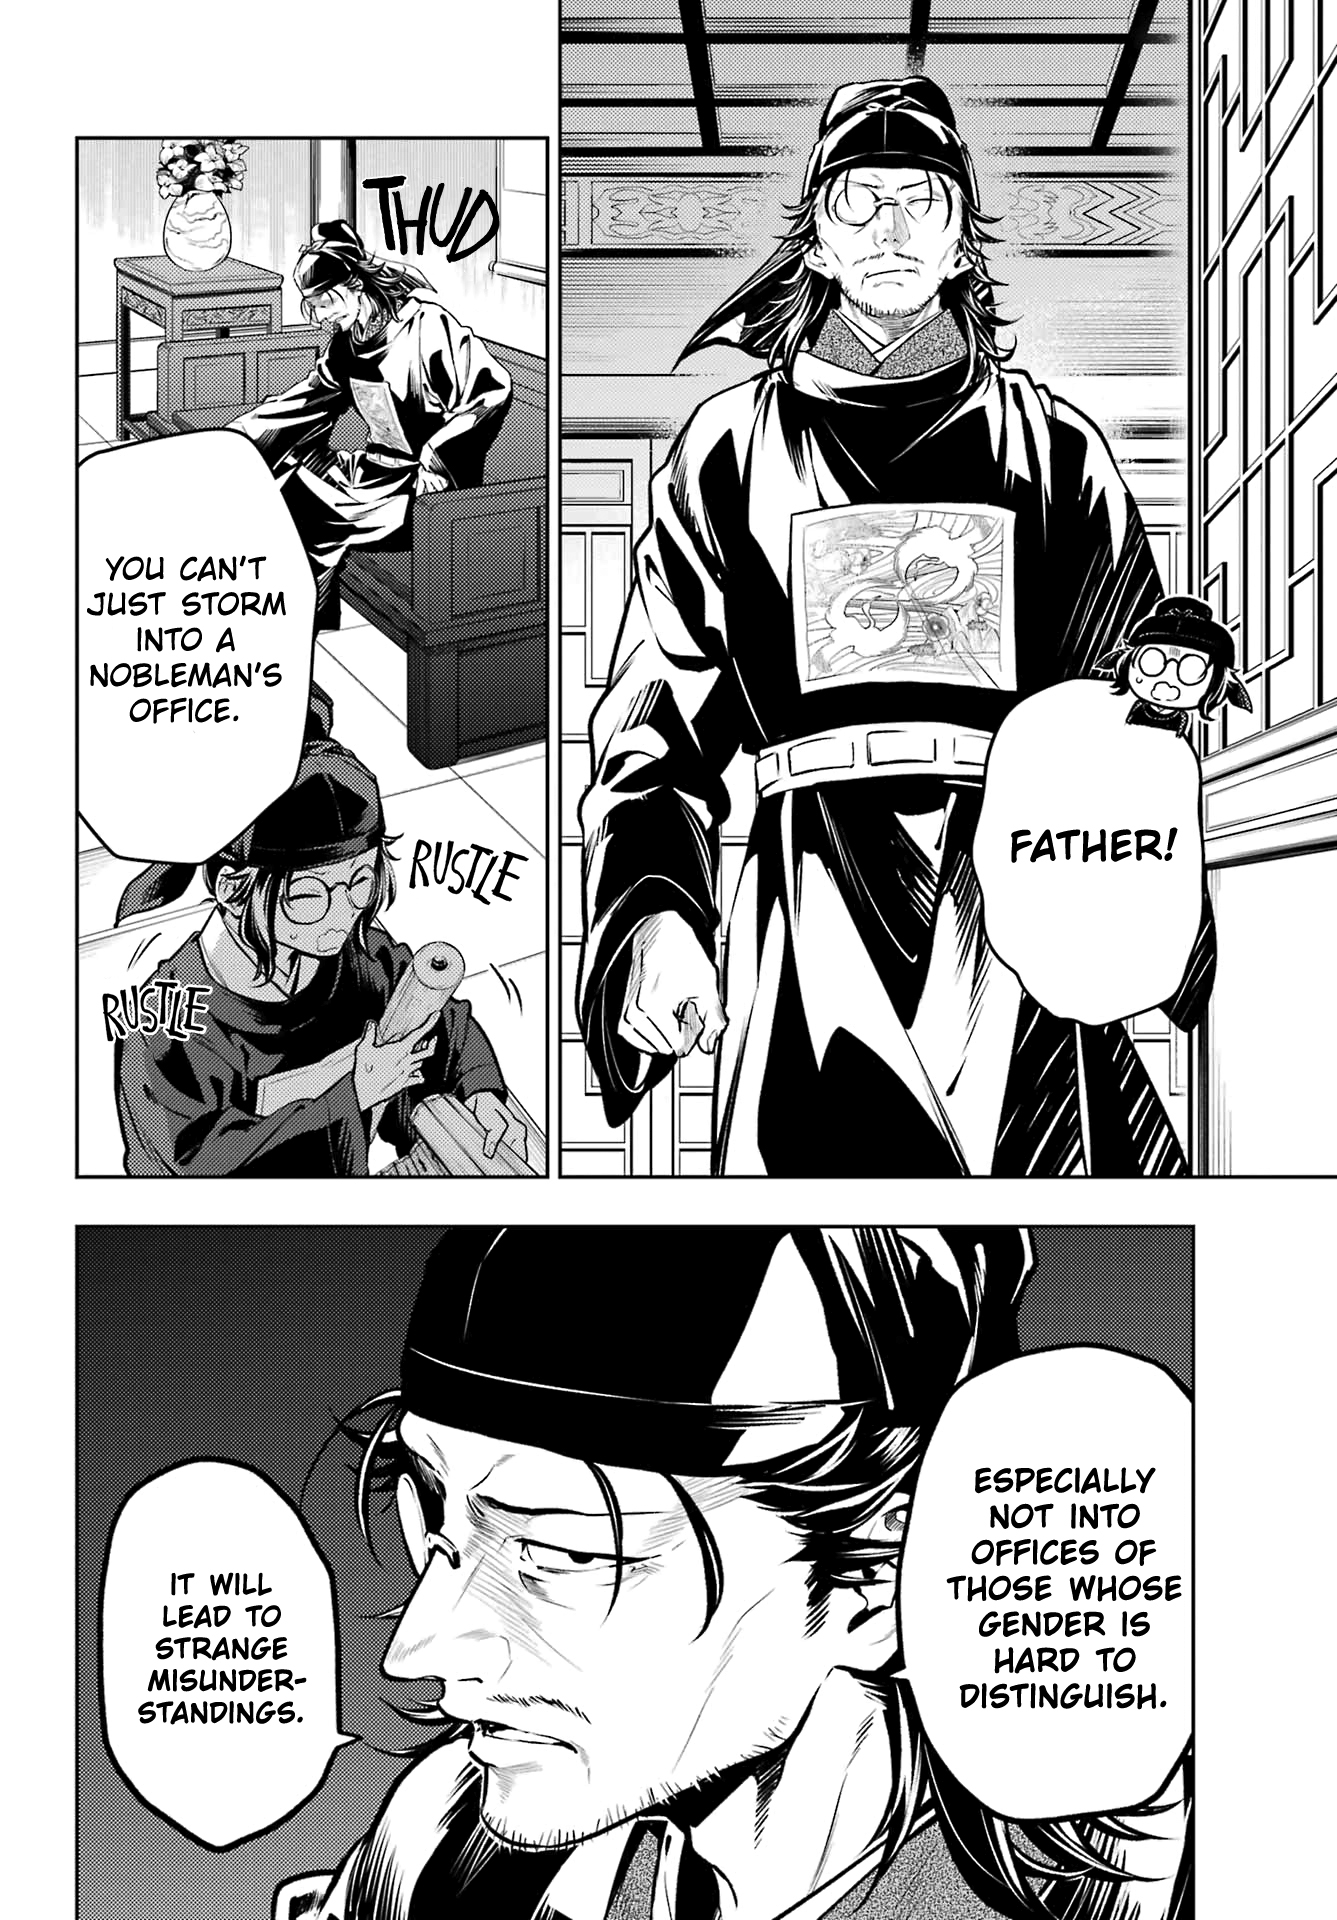 FATHER!
THUD
YOU CAN'T
JUST STORM
INTO A
NOBLEMAN'S
OFFICE.
RUSTLE
RUSTLE
ESPECIALLY
NOT INTO
OFFICES OF
THOSE WHOSE
GENDER IS
HARD TO
DISTINGUISH.
IT WILL
LEAD TO
STRANGE
MISUNDER-
STANDINGS.